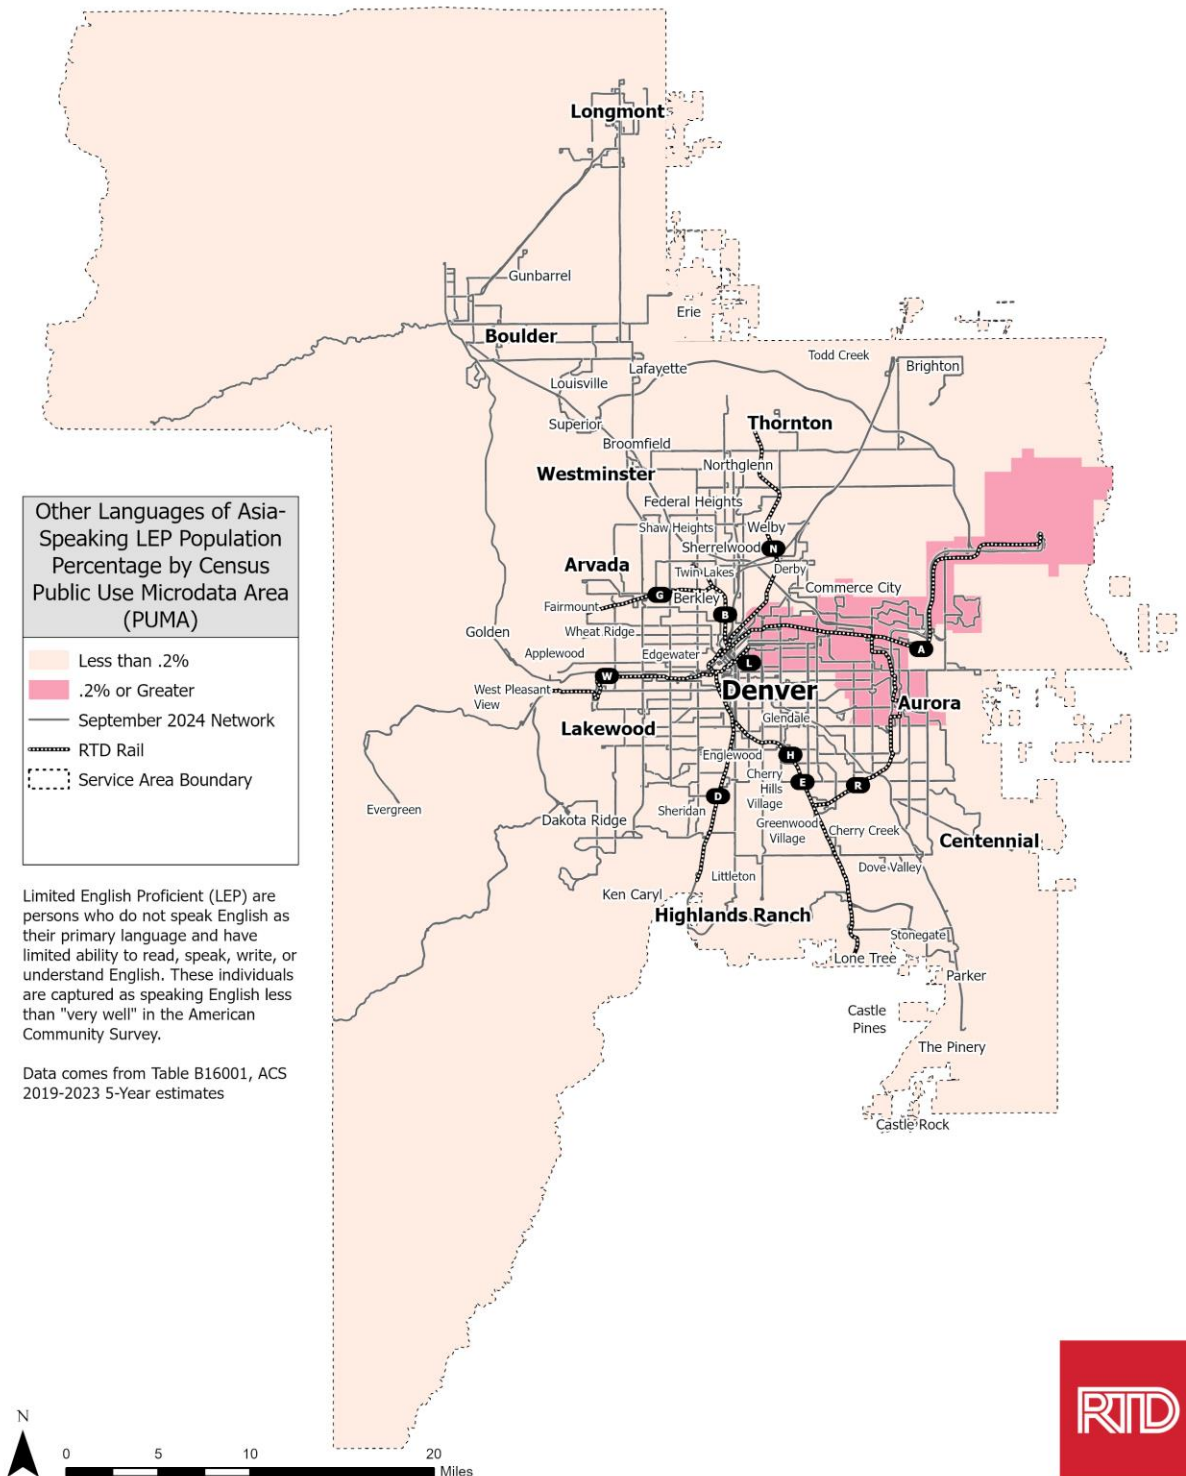 Longmont
Gunbarrel
Erie
Boulder
Todd Creek
Brighton
Lafayette
Louisville
Superior
Thornton
Broomfield
Northglenn
Westminster
Federal Heights
Shaw Heights
Welby
Sherrelwood
N
Arvada
Twin Lakes
Derby
Commerce City
G
Berkley
Fairmount
B
Golden
Wheat Ridge
Applewood
Edgewater
A
L
W
West Pleasant
View
Denver
Aurora
Lakewood
Glendale
Englewood
H
Cherry
Hills
Village
E
R
D
Evergreen
Sheridan
Dakota Ridge
Greenwood
Village
Cherry Creek
Centennial
Dove Valley
Littleton
Ken Caryl
Highlands Ranch
Stonegate
Lone Tree
Parker
Castle
Pines
The Pinery
Castle Rock
Other Languages of Asia-
Speaking LEP Population
Percentage by Census
Public Use Microdata Area
(PUMA)
Less than .2%
.2% or Greater
September 2024 Network
RTD Rail
Service Area Boundary
Limited English Proficient (LEP) are
persons who do not speak English as
their primary language and have
limited ability to read, speak, write, or
understand English. These individuals
are captured as speaking English less
than "very well" in the American
Community Survey.
Data comes from Table B16001, ACS
2019-2023 5-Year estimates
N
0 5 10 20
Miles
RTD